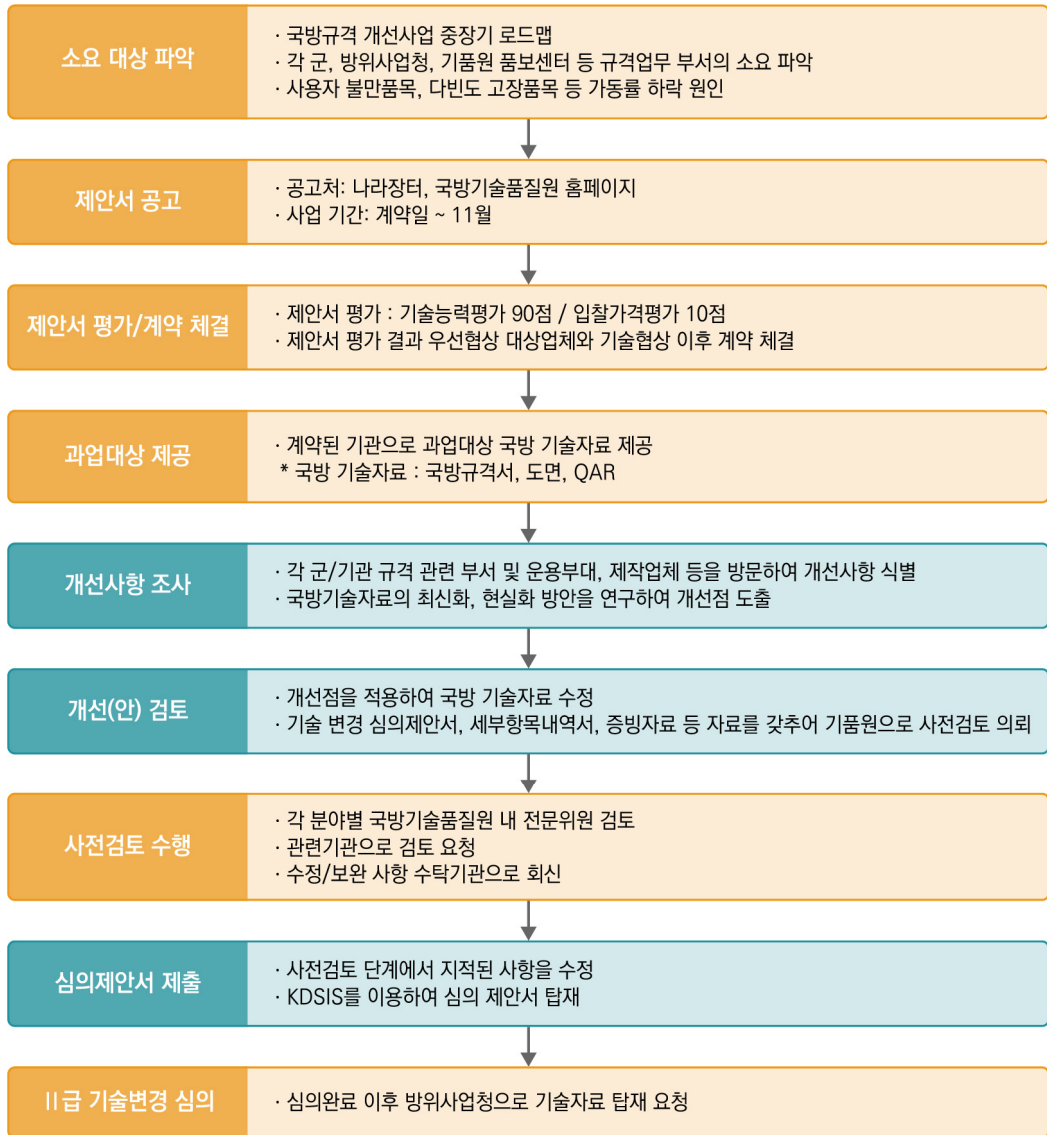 소요 대상 파악
· 국방규격 개선사업 중장기 로드맵
· 각 군, 방위사업청, 기품원 품보센터 등 규격업무 부서의 소요 파악
· 사용자 불만품목, 다빈도 고장품목 등 가동률 하락 원인
제안서 공고
· 공고처: 나라장터, 국방기술품질원 홈페이지
· 사업 기간: 계약일 ~ 11월
제안서 평가/계약 체결
· 제안서 평가 : 기술능력평가 90점 / 입찰가격평가 10점
· 제안서 평가 결과 우선협상 대상업체와 기술협상 이후 계약 체결
과업대상 제공
· 계약된 기관으로 과업대상 국방 기술자료 제공
* 국방 기술자료 : 국방규격서, 도면, QAR
개선사항 조사
· 각 군/기관 규격 관련 부서 및 운용부대, 제작업체 등을 방문하여 개선사항 식별
· 국방기술자료의 최신화, 현실화 방안을 연구하여 개선점 도출
개선(안) 검토
· 개선점을 적용하여 국방 기술자료 수정
· 기술 변경 심의제안서, 세부항목내역서, 증빙자료 등 자료를 갖추어 기품원으로 사전검토 의뢰
사전검토 수행
· 각 분야별 국방기술품질원 내 전문위원 검토
· 관련기관으로 검토 요청
· 수정/보완 사항 수탁기관으로 회신
심의제안서 제출
· 사전검토 단계에서 지적된 사항을 수정
· KDSIS를 이용하여 심의 제안서 탑재
II급 기술변경 심의
· 심의완료 이후 방위사업청으로 기술자료 탑재 요청